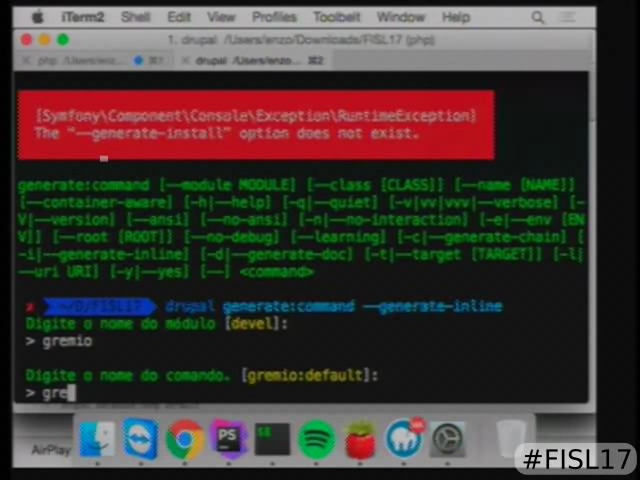 iTerm2 Shell Edit View Profiles Toolbelt Window Help
1. drupal /Users/enzo/Downloads/FISL17 (php)
php /Users/enz... ⌘1 drupal /Users/enzo... ⌘2
[Symfony\Component\Console\Exception\RuntimeException]
The "--generate-install" option does not exist.
generate:command [--module MODULE] [--class [CLASS]] [--name [NAME]]
[--container-aware] [-h|--help] [-q|--quiet] [-v|vv|vvv|--verbose] [-
V|--version] [--ansi] [--no-ansi] [-n|--no-interaction] [-e|--env [EN
V]] [--root [ROOT]] [--no-debug] [--learning] [-c|--generate-chain] [
-i|--generate-inline] [-d|--generate-doc] [-t|--target [TARGET]] [-l|
--uri URI] [-y|--yes] [--] <command>
✗ ~/D/FISL17 drupal generate:command --generate-inline
Digite o nome do módulo [devel]:
> gremio
Digite o nome do comando. [gremio:default]:
> gre
PS
AirPlay
#FISL17